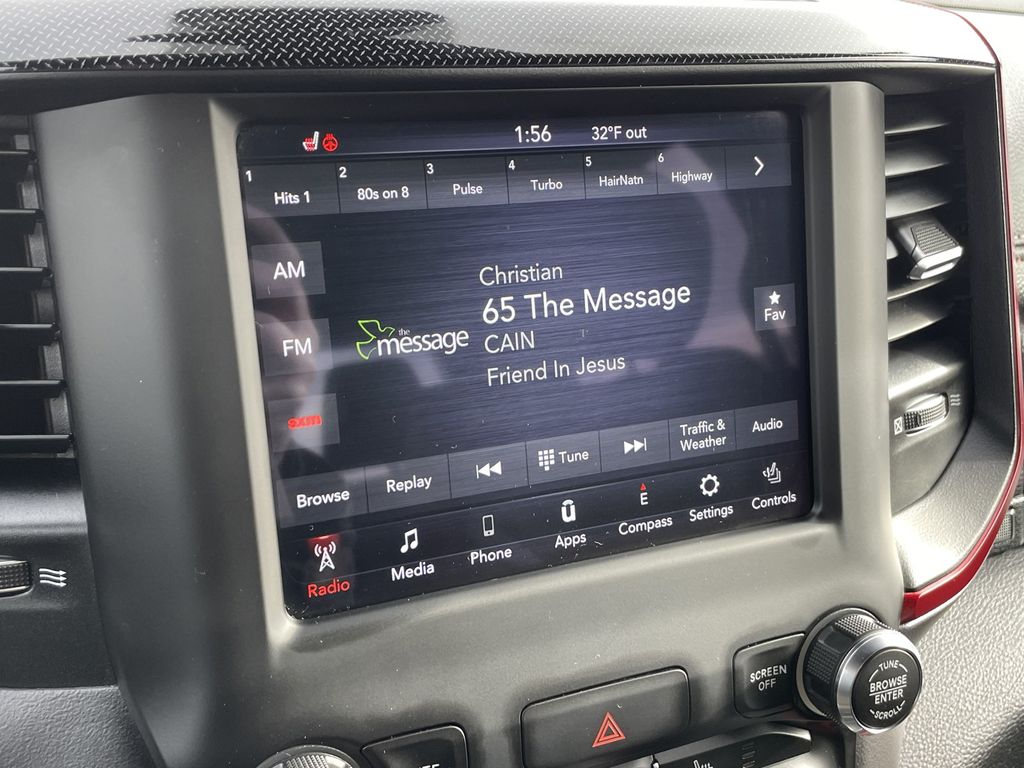 1:56 32°F out
1 Hits 1 2 80s on 8 3 Pulse 4 Turbo 5 HairNatn 6 Highway
AM
Christian
65 The Message
the message
CAIN
Friend In Jesus
Fav
FM
sxm
Browse Replay Tune Traffic & Weather Audio
Radio Media Phone Apps E Compass Settings Controls
SCREEN OFF
TUNE
BROWSE
ENTER
SCROLL